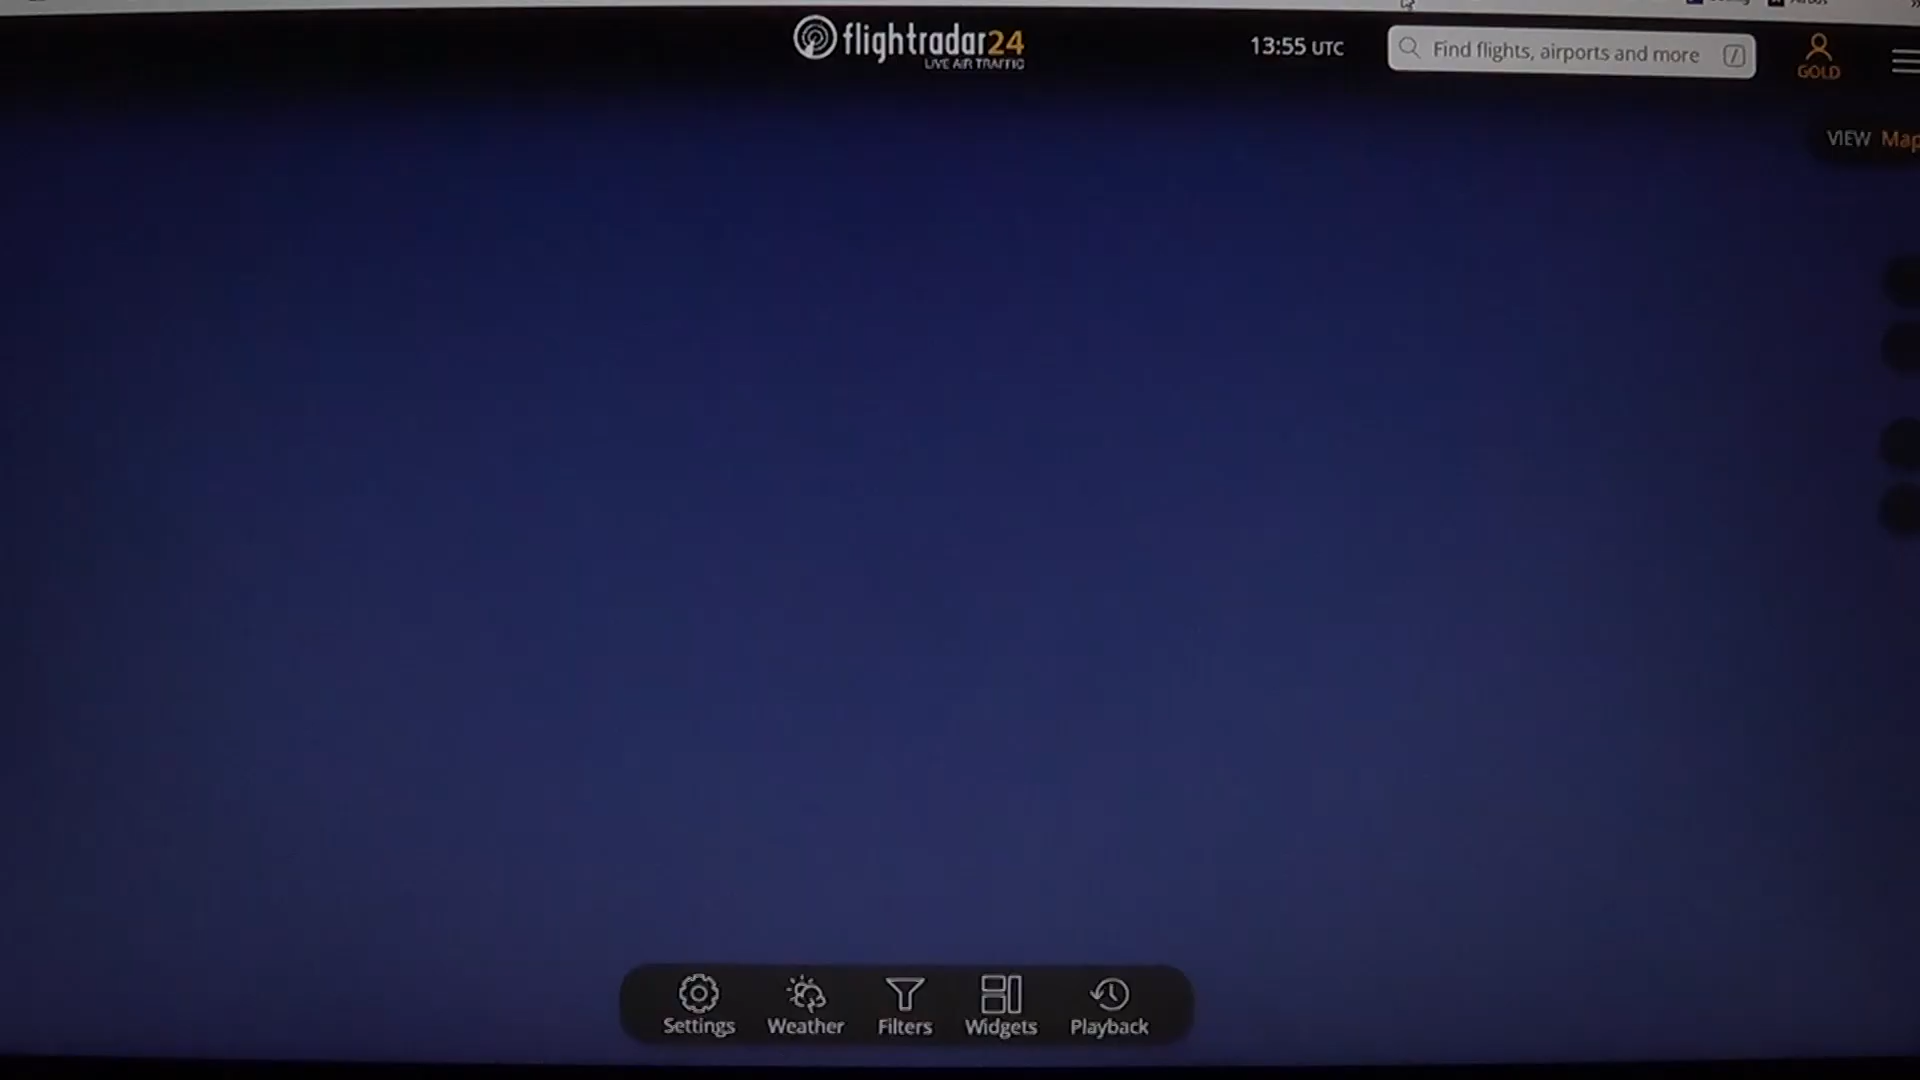 flightradar24
LIVE AIR TRAFFIC
13:55 UTC
Find flights, airports and more /
GOLD
VIEW Map
Settings Weather Filters Widgets Playback